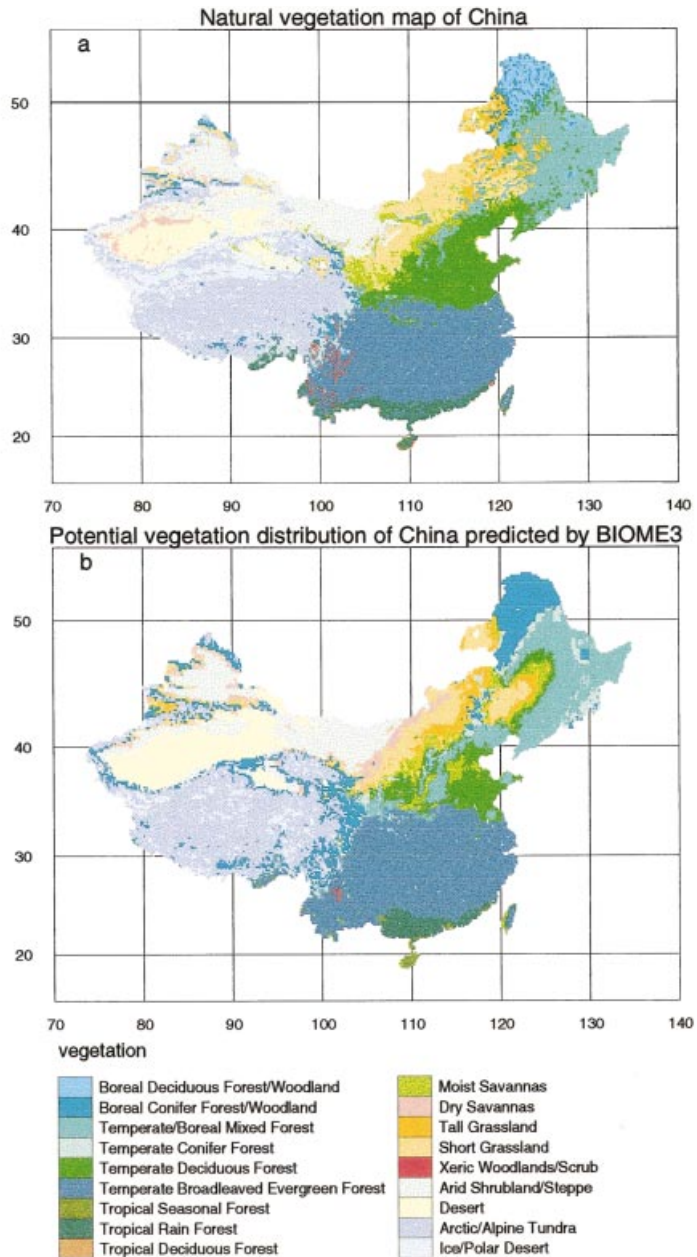 Natural vegetation map of China
a
50
40
30
20
70 80 90 100 110 120 130 140
Potential vegetation distribution of China predicted by BIOME3
b
50
40
30
20
70 80 90 100 110 120 130 140
vegetation
Boreal Deciduous Forest/Woodland
Boreal Conifer Forest/Woodland
Temperate/Boreal Mixed Forest
Temperate Conifer Forest
Temperate Deciduous Forest
Temperate Broadleaved Evergreen Forest
Tropical Seasonal Forest
Tropical Rain Forest
Tropical Deciduous Forest
Moist Savannas
Dry Savannas
Tall Grassland
Short Grassland
Xeric Woodlands/Scrub
Arid Shrubland/Steppe
Desert
Arctic/Alpine Tundra
Ice/Polar Desert